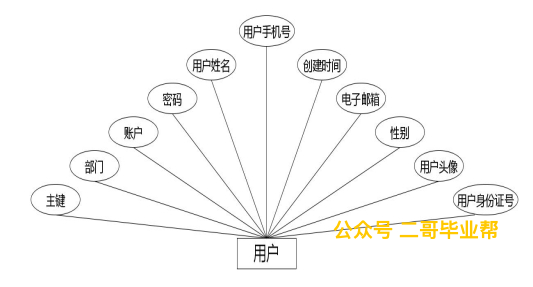 用户手机号
用户姓名
创建时间
密码
电子邮箱
账户
性别
部门
用户头像
主键
用户身份证号
公众号 二哥毕业帮
用户